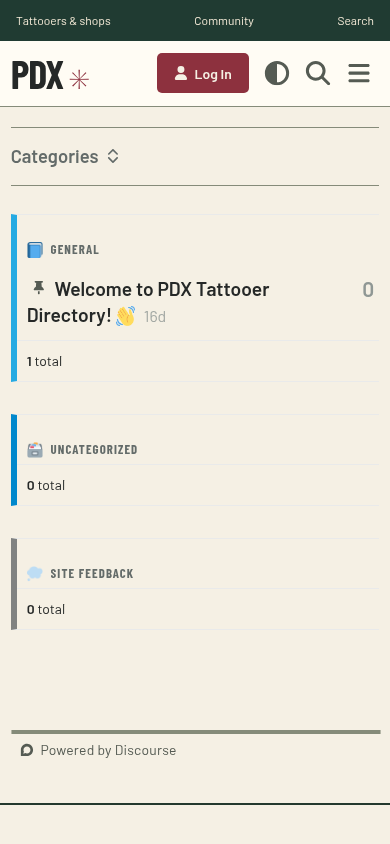 Tattooers & shops Community Search
PDX Log In
Categories
GENERAL
Welcome to PDX Tattooer 0
Directory! 16d
1 total
UNCATEGORIZED
0 total
SITE FEEDBACK
0 total
Powered by Discourse